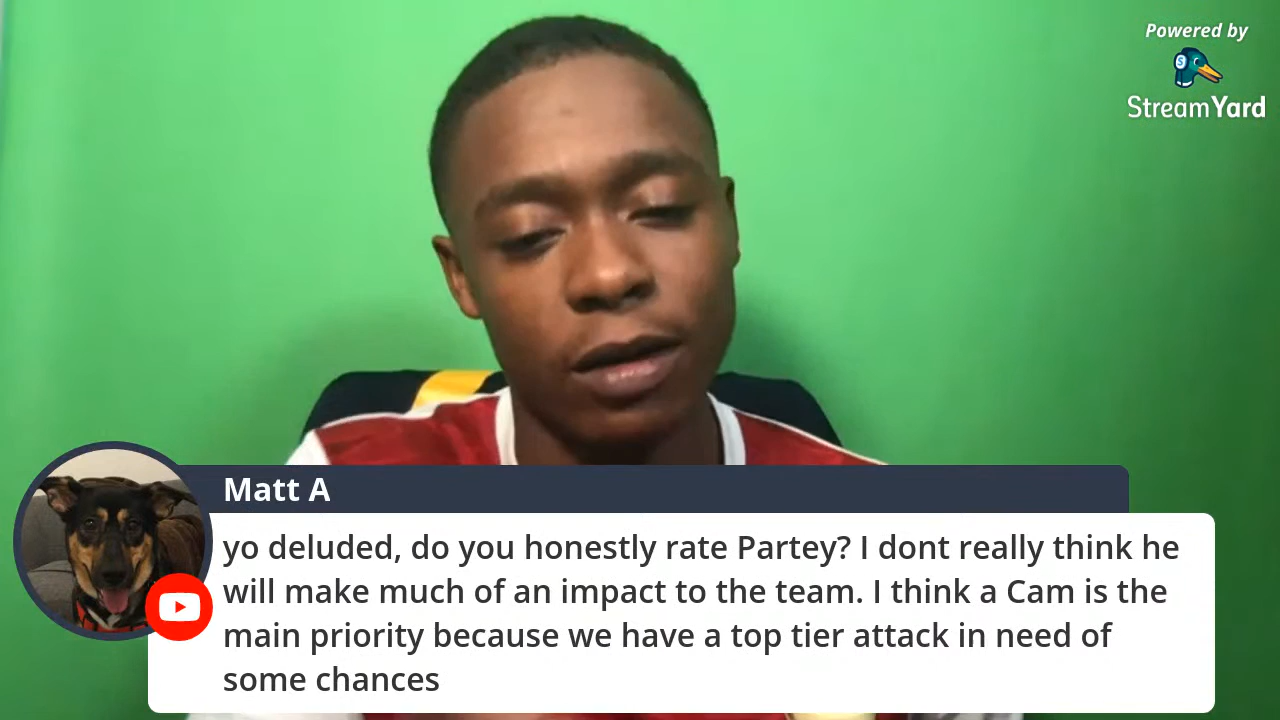 Powered by
StreamYard
Matt A
yo deluded, do you honestly rate Partey? I dont really think he
will make much of an impact to the team. I think a Cam is the
main priority because we have a top tier attack in need of
some chances